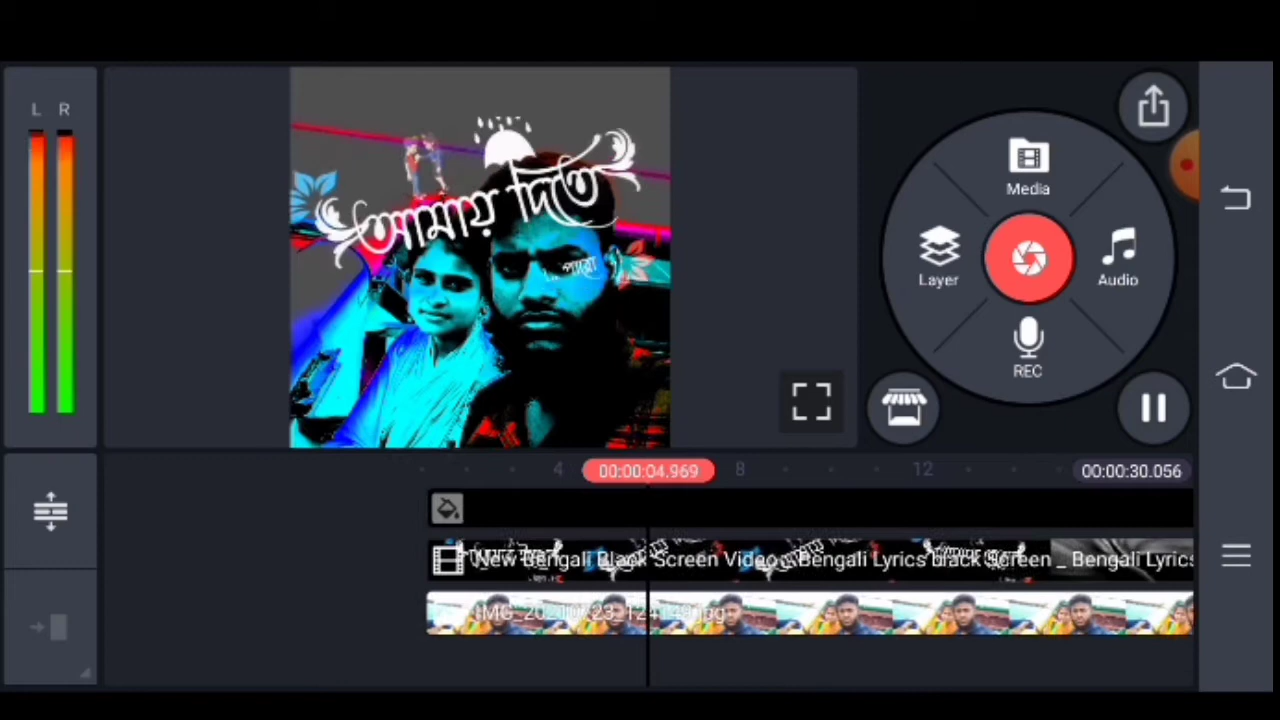 L R
Media
Layer
Audio
REC
আমায় দিতে
পারো
4
00:00:04.969
8
12
00:00:30.056
New Bengali Black Screen Video _ Bengali Lyrics black Screen _ Bengali Lyrics